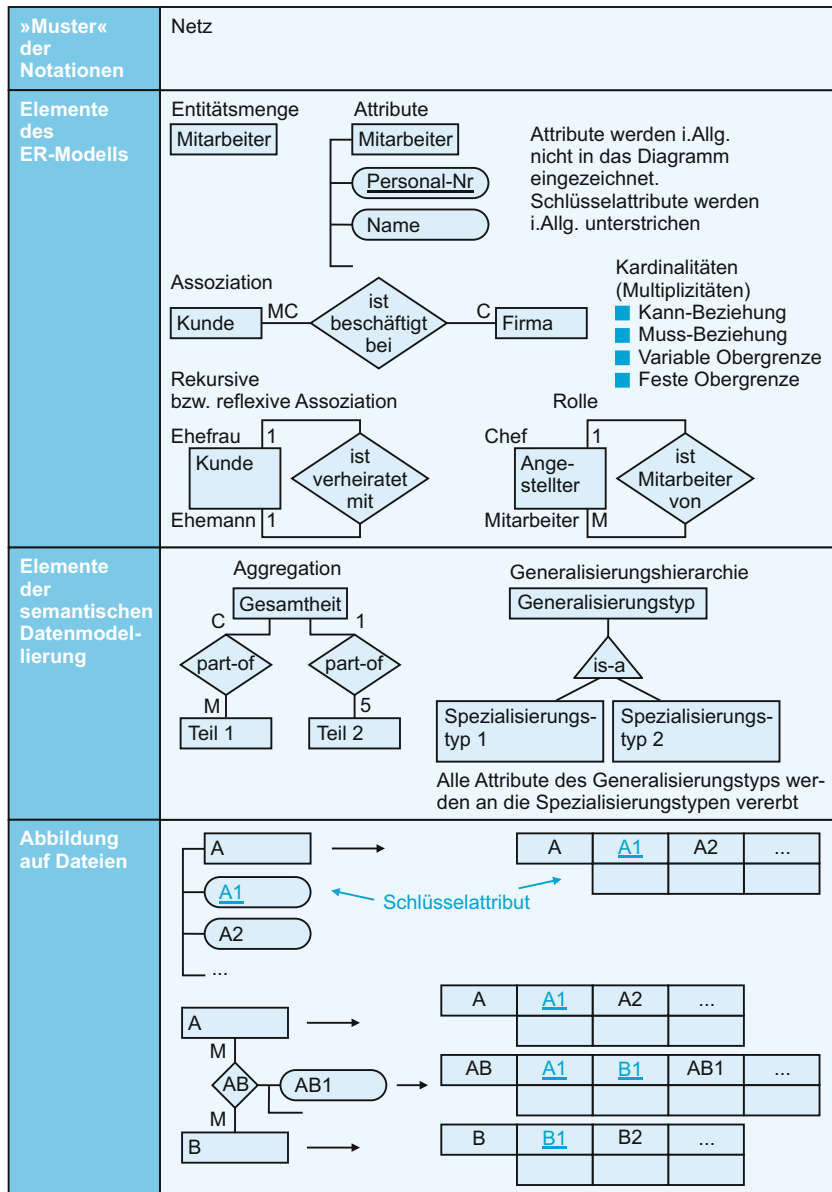 »Muster«
der
Notationen
Netz
Elemente
des
ER-Modells
Entitätsmenge
Mitarbeiter
Attribute
Mitarbeiter
Personal-Nr
Name
Attribute werden i.Allg.
nicht in das Diagramm
eingezeichnet.
Schlüsselattribute werden
i.Allg. unterstrichen
Assoziation
Kunde
MC
ist
beschäftigt
bei
C
Firma
Kardinalitäten
(Multiplizitäten)
Kann-Beziehung
Muss-Beziehung
Variable Obergrenze
Feste Obergrenze
Rekursive
bzw. reflexive Assoziation
Ehefrau
1
Kunde
ist
verheiratet
mit
Ehemann
1
Rolle
Chef
1
Ange-
stellter
ist
Mitarbeiter
von
Mitarbeiter
M
Elemente
der
semantischen
Datenmodel-
lierung
Aggregation
Gesamtheit
C
1
part-of
part-of
M
5
Teil 1
Teil 2
Generalisierungshierarchie
Generalisierungstyp
is-a
Spezialisierungs-
typ 1
Spezialisierungs-
typ 2
Alle Attribute des Generalisierungstyps wer-
den an die Spezialisierungstypen vererbt
Abbildung
auf Dateien
A
A1
A2
...
Schlüsselattribut
A A1 A2 ...
A
M
AB
AB1
M
B
A A1 A2 ...
AB A1 B1 AB1 ...
B B1 B2 ...